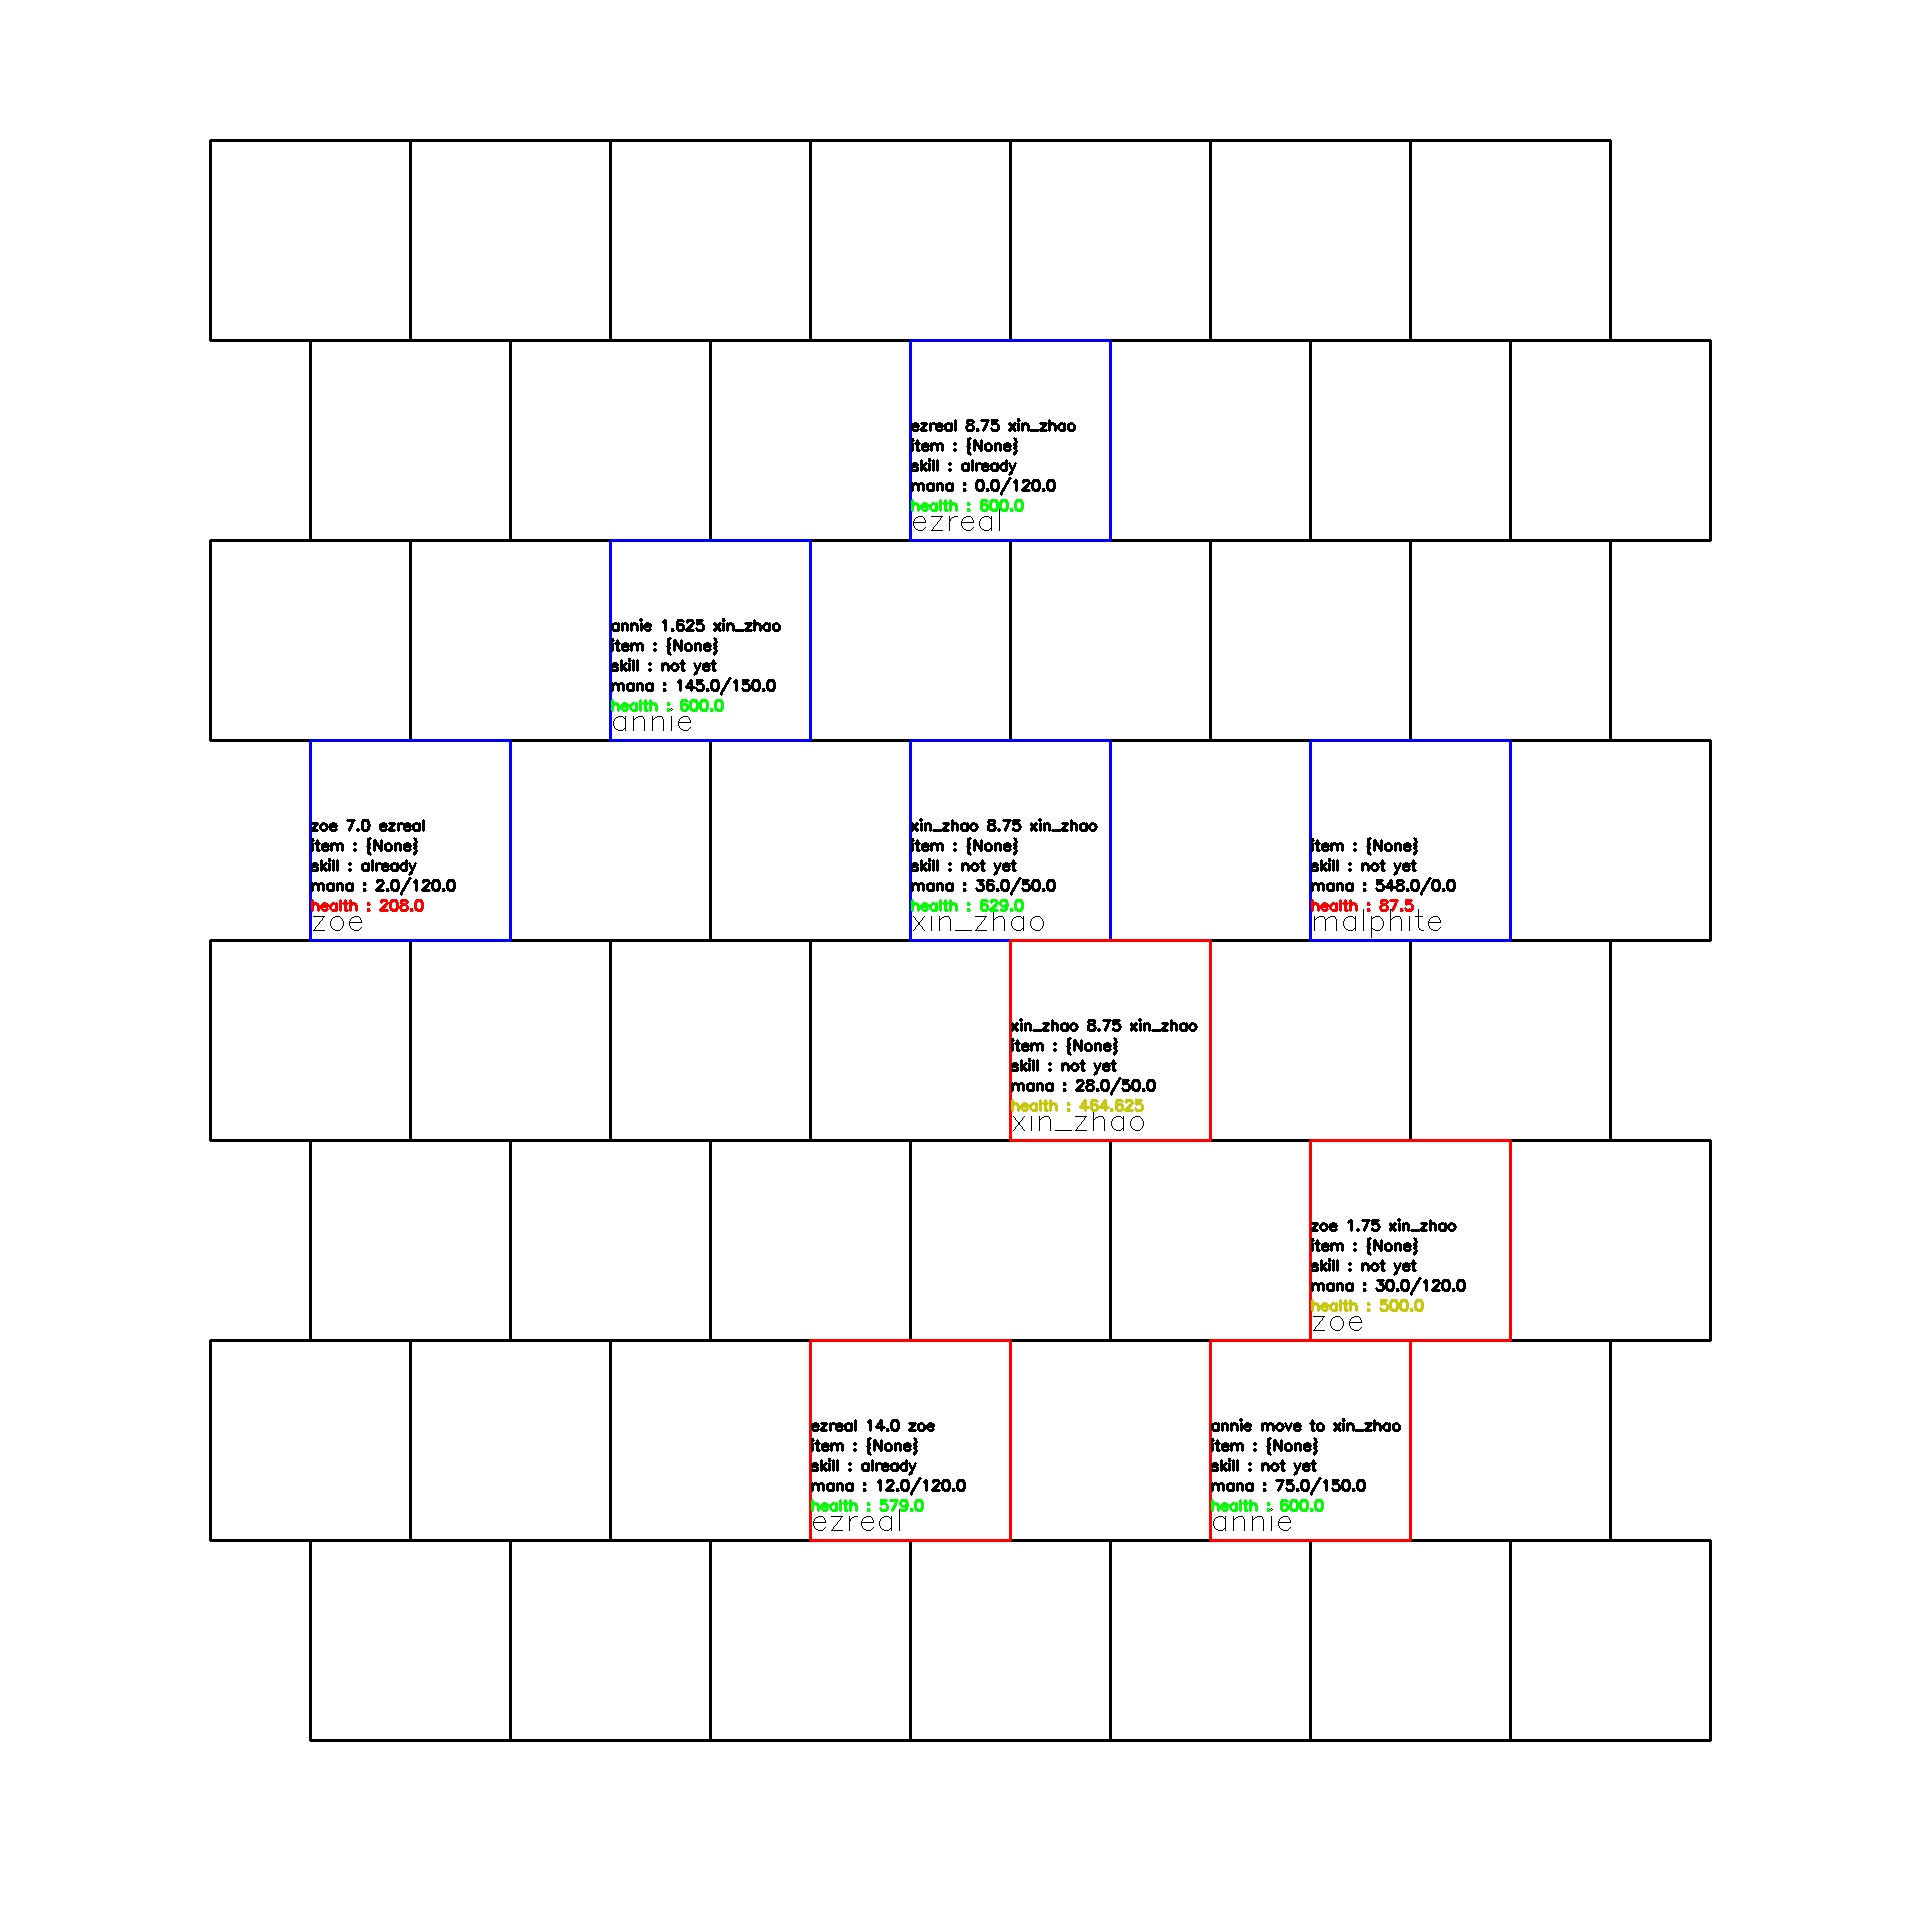 ezreal 8.75 xin_zhao
item : {None}
skill : already
mana : 0.0/120.0
health : 600.0
ezreal
annie 1.625 xin_zhao
item : {None}
skill : not yet
mana : 145.0/150.0
health : 600.0
annie
zoe 7.0 ezreal
item : {None}
skill : already
mana : 2.0/120.0
health : 208.0
zoe
xin_zhao 8.75 xin_zhao
item : {None}
skill : not yet
mana : 36.0/50.0
health : 629.0
xin_zhao
item : {None}
skill : not yet
mana : 548.0/0.0
health : 87.5
malphite
xin_zhao 8.75 xin_zhao
item : {None}
skill : not yet
mana : 28.0/50.0
health : 464.625
xin_zhao
zoe 1.75 xin_zhao
item : {None}
skill : not yet
mana : 30.0/120.0
health : 500.0
zoe
ezreal 14.0 zoe
item : {None}
skill : already
mana : 12.0/120.0
health : 579.0
ezreal
annie move to xin_zhao
item : {None}
skill : not yet
mana : 75.0/150.0
health : 600.0
annie